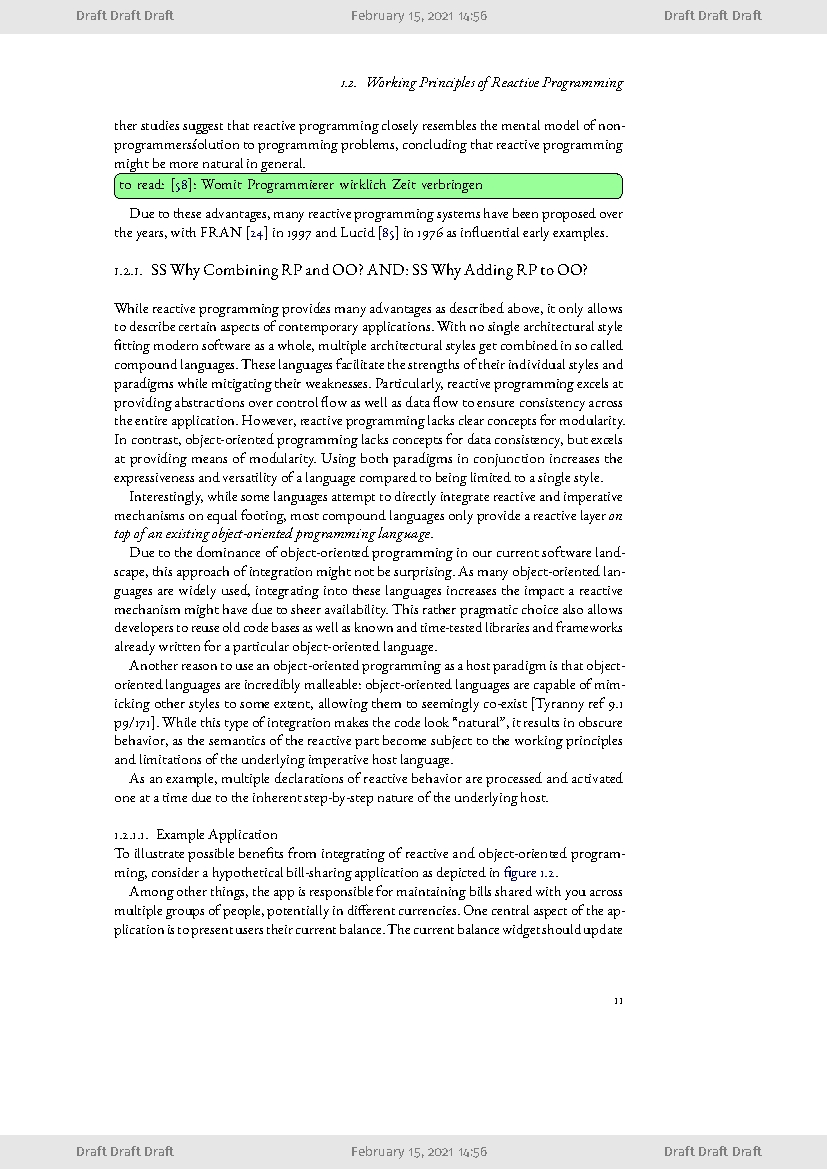 Draft Draft Draft February 15, 2021 14:56 Draft Draft Draft
1.2. Working Principles of Reactive Programming
ther studies suggest that reactive programming closely resembles the mental model of non-
programmersśolution to programming problems, concluding that reactive programming
might be more natural in general.
to read: [58]: Womit Programmierer wirklich Zeit verbringen
Due to these advantages, many reactive programming systems have been proposed over
the years, with FRAN [24] in 1997 and Lucid [85] in 1976 as influential early examples.
1.2.1. SS Why Combining RP and OO? AND: SS Why Adding RP to OO?
While reactive programming provides many advantages as described above, it only allows
to describe certain aspects of contemporary applications. With no single architectural style
fitting modern software as a whole, multiple architectural styles get combined in so called
compound languages. These languages facilitate the strengths of their individual styles and
paradigms while mitigating their weaknesses. Particularly, reactive programming excels at
providing abstractions over control flow as well as data flow to ensure consistency across
the entire application. However, reactive programming lacks clear concepts for modularity.
In contrast, object-oriented programming lacks concepts for data consistency, but excels
at providing means of modularity. Using both paradigms in conjunction increases the
expressiveness and versatility of a language compared to being limited to a single style.
Interestingly, while some languages attempt to directly integrate reactive and imperative
mechanisms on equal footing, most compound languages only provide a reactive layer on
top of an existing object-oriented programming language.
Due to the dominance of object-oriented programming in our current software land-
scape, this approach of integration might not be surprising. As many object-oriented lan-
guages are widely used, integrating into these languages increases the impact a reactive
mechanism might have due to sheer availability. This rather pragmatic choice also allows
developers to reuse old code bases as well as known and time-tested libraries and frameworks
already written for a particular object-oriented language.
Another reason to use an object-oriented programming as a host paradigm is that object-
oriented languages are incredibly malleable: object-oriented languages are capable of mim-
icking other styles to some extent, allowing them to seemingly co-exist [Tyranny ref 9.1
p9/171]. While this type of integration makes the code look “natural”, it results in obscure
behavior, as the semantics of the reactive part become subject to the working principles
and limitations of the underlying imperative host language.
As an example, multiple declarations of reactive behavior are processed and activated
one at a time due to the inherent step-by-step nature of the underlying host.
1.2.1.1. Example Application
To illustrate possible benefits from integrating of reactive and object-oriented program-
ming, consider a hypothetical bill-sharing application as depicted in figure 1.2.
Among other things, the app is responsible for maintaining bills shared with you across
multiple groups of people, potentially in different currencies. One central aspect of the ap-
plication is to present users their current balance. The current balance widget should update
11
Draft Draft Draft February 15, 2021 14:56 Draft Draft Draft